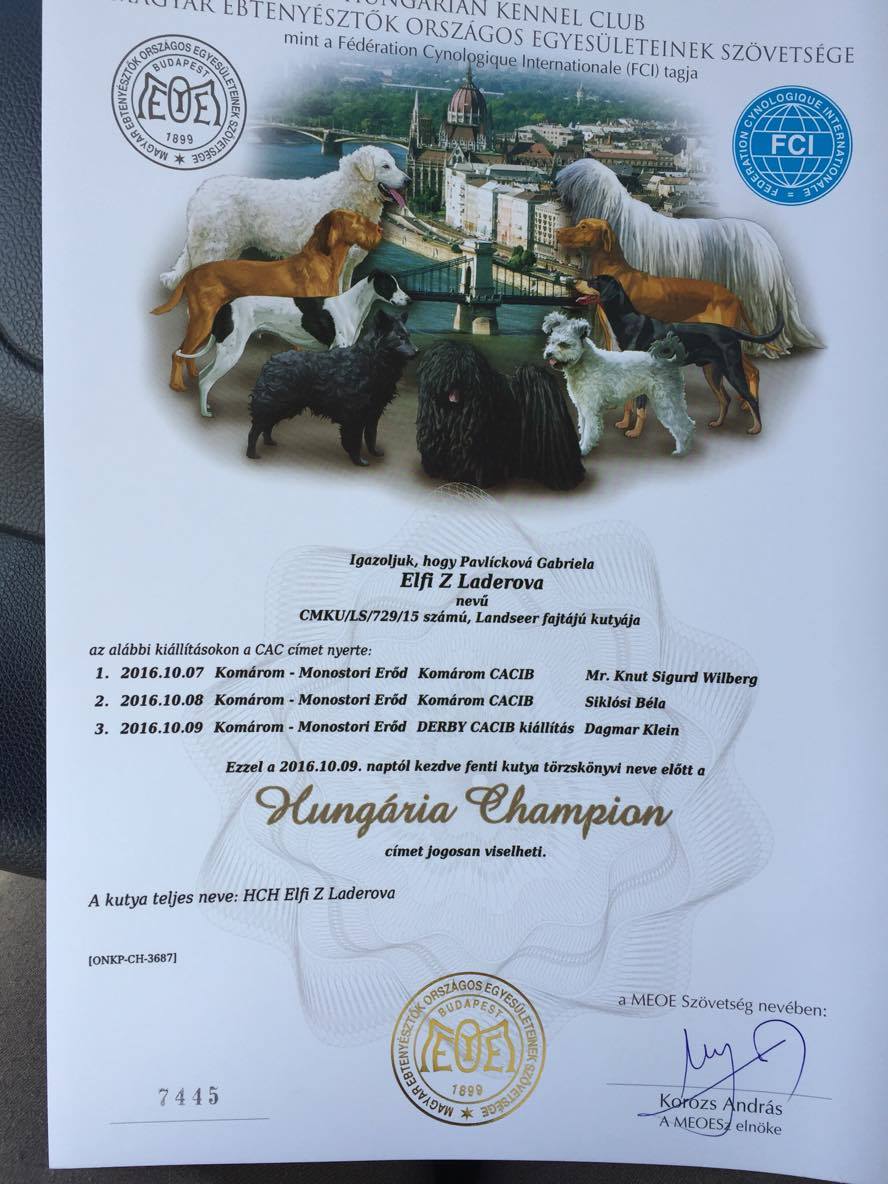 HUNGARIAN KENNEL CLUB
MAGYAR EBTENYÉSZTŐK ORSZÁGOS EGYESÜLETEINEK SZÖVETSÉGE
mint a Fédération Cynologique Internationale (FCI) tagja
MAGYAR EBTENYÉSZTŐK ORSZÁGOS EGYESÜLETEINEK SZÖVETSÉGE
BUDAPEST
MEOE
1899
FEDERATION CYNOLOGIQUE INTERNATIONALE
FCI
Igazoljuk, hogy Pavlícková Gabriela
Elfi Z Laderova
nevű
CMKU/LS/729/15 számú, Landseer fajtájú kutyája
az alábbi kiállításokon a CAC címet nyerte:
1. 2016.10.07 Komárom - Monostori Erőd Komárom CACIB Mr. Knut Sigurd Wilberg
2. 2016.10.08 Komárom - Monostori Erőd Komárom CACIB Siklósi Béla
3. 2016.10.09 Komárom - Monostori Erőd DERBY CACIB kiállítás Dagmar Klein
Ezzel a 2016.10.09. naptól kezdve fenti kutya törzskönyvi neve előtt a
Hungária Champion
címet jogosan viselheti.
A kutya teljes neve: HCH Elfi Z Laderova
[ONKP-CH-3687]
MAGYAR EBTENYÉSZTŐK ORSZÁGOS EGYESÜLETEINEK SZÖVETSÉGE
BUDAPEST
MEOE
1899
a MEOE Szövetség nevében:
7445
Korózs András
A MEOESz elnöke